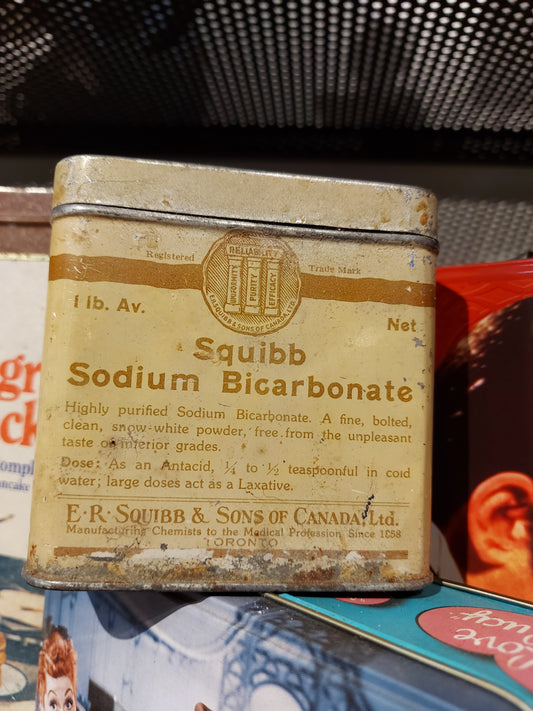 Registered
RELIABILITY
UNIFORMITY
PURITY
EFFICACY
E.R. SQUIBB & SONS OF CANADA, LTD.
Trade Mark
1 lb. Av.
Net
Squibb
Sodium Bicarbonate
Highly purified Sodium Bicarbonate. A fine, bolted,
clean, snow-white powder, free from the unpleasant
taste of inferior grades.
Dose: As an Antacid, ¼ to ½ teaspoonful in cold
water; large doses act as a Laxative.
E·R·SQUIBB & SONS OF CANADA, Ltd.
Manufacturing Chemists to the Medical Profession Since 1858
TORONTO
Love